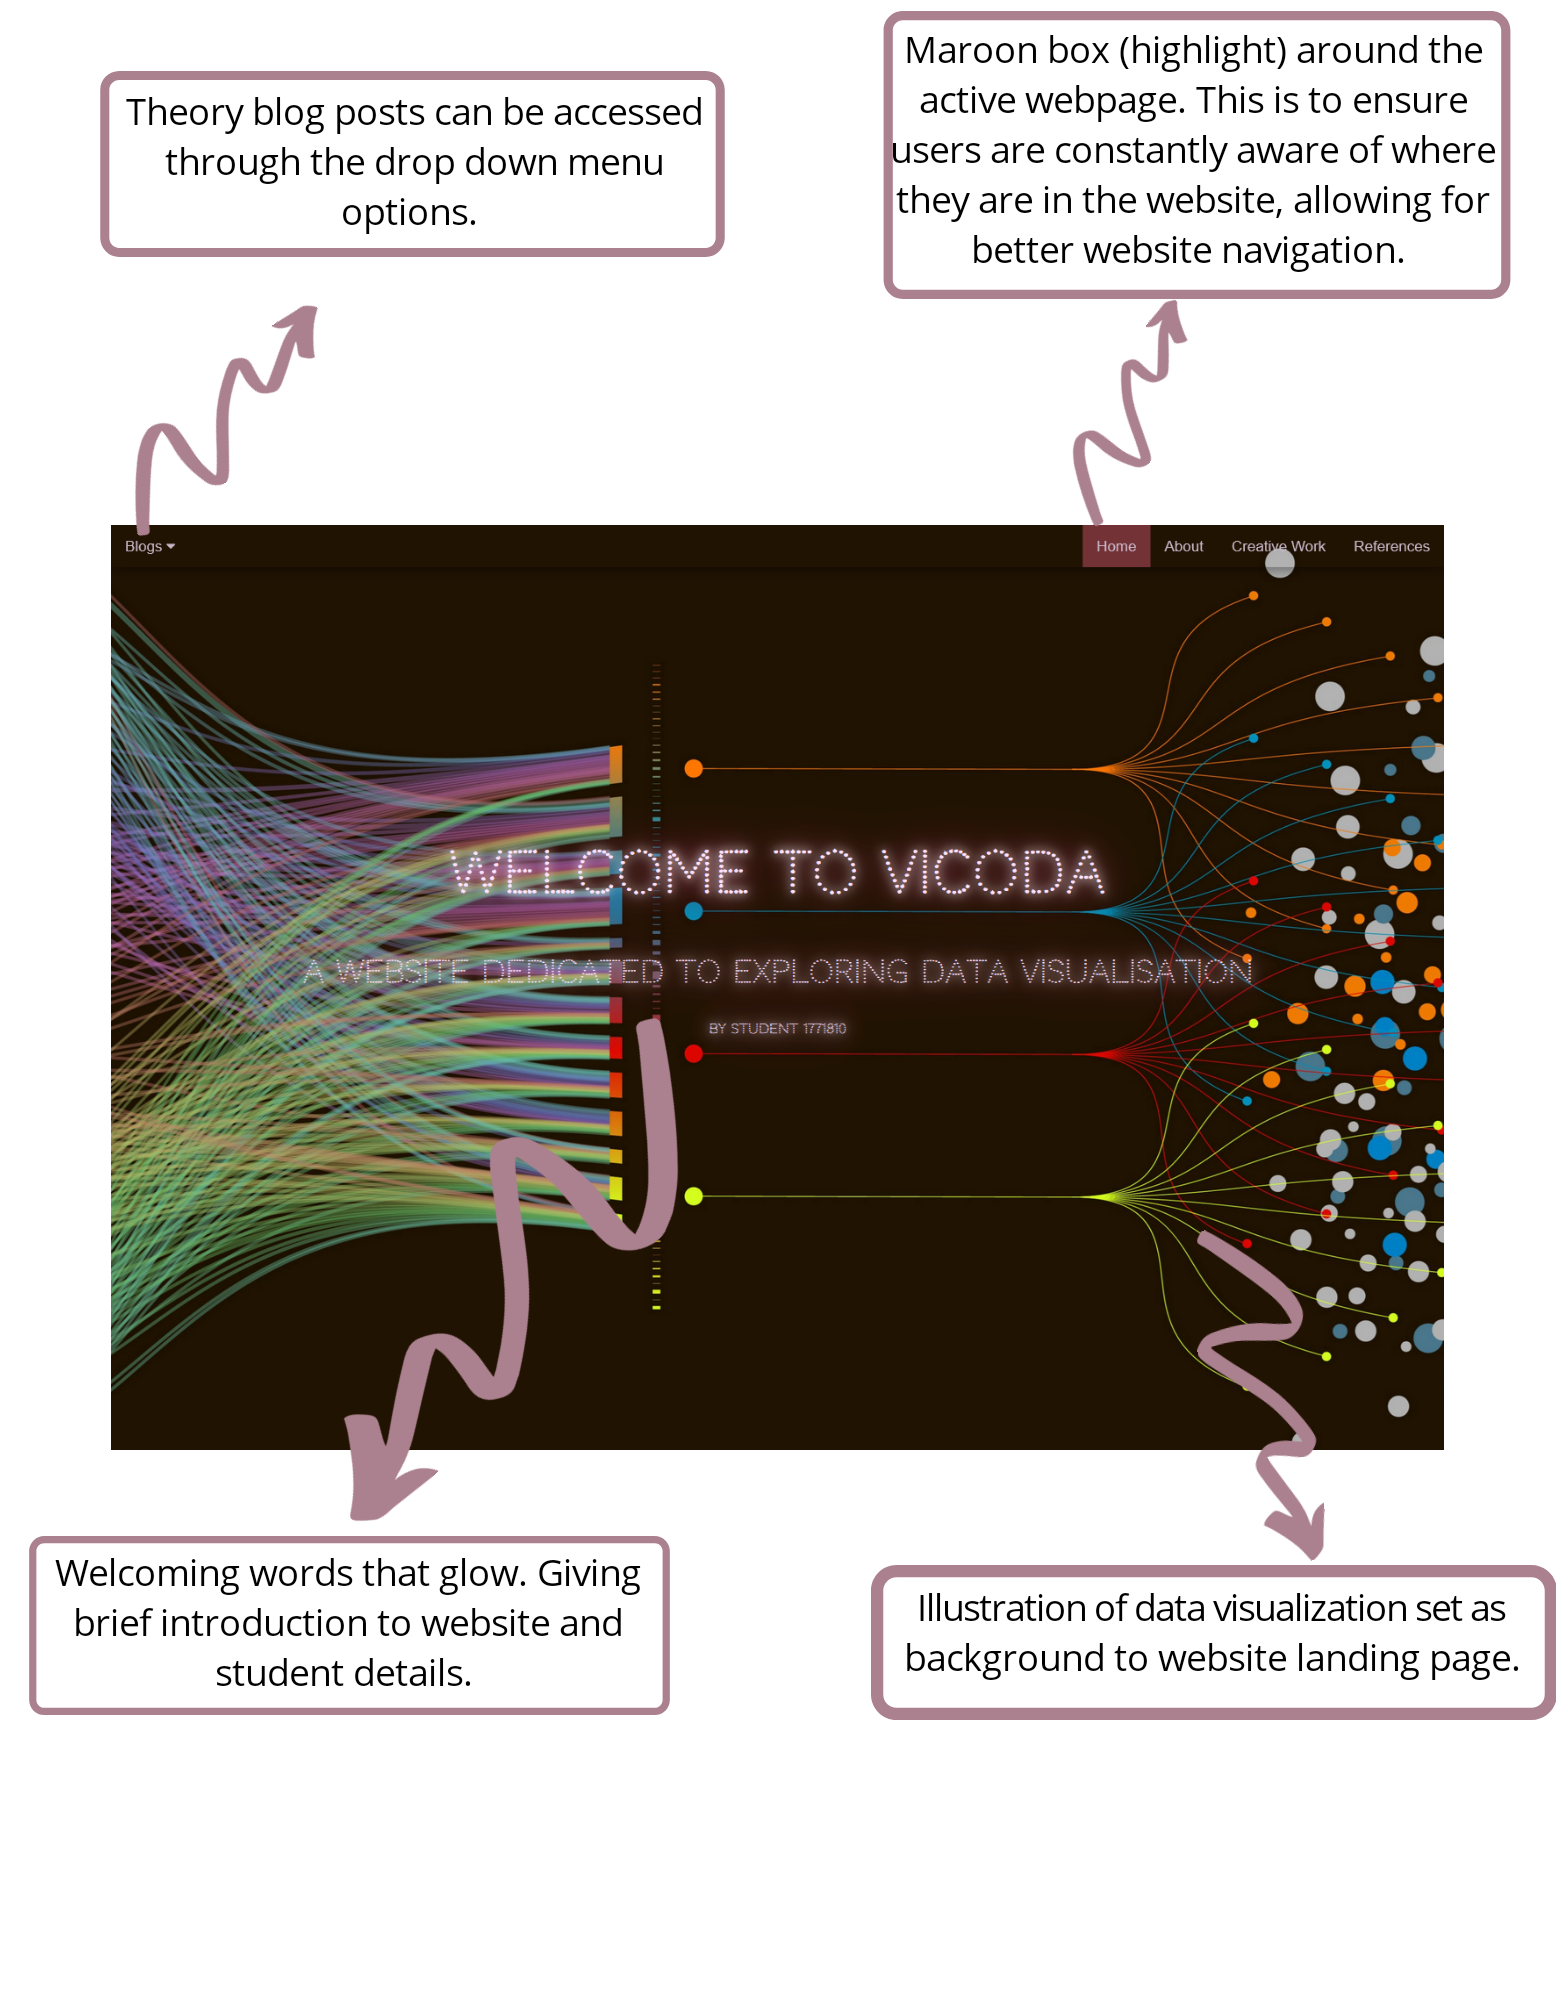 Theory blog posts can be accessed
through the drop down menu
options.
Maroon box (highlight) around the
active webpage. This is to ensure
users are constantly aware of where
they are in the website, allowing for
better website navigation.
Blogs
Home About Creative Work References
WELCOME TO VICODA
A WEBSITE DEDICATED TO EXPLORING DATA VISUALISATION
BY STUDENT 1771810
Welcoming words that glow. Giving
brief introduction to website and
student details.
Illustration of data visualization set as
background to website landing page.